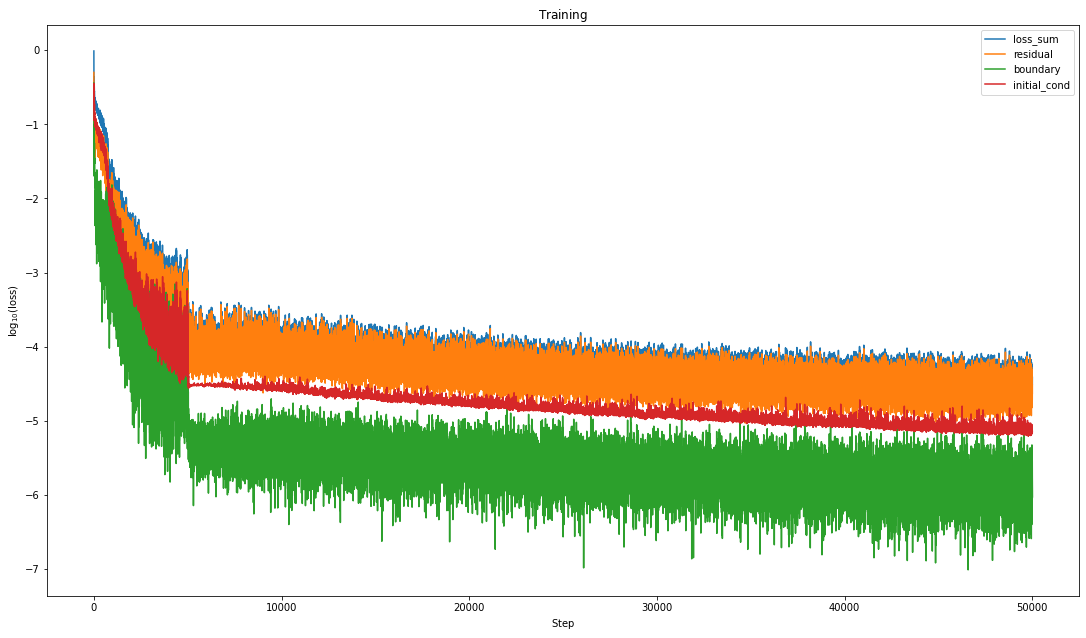 Training
loss_sum
residual
boundary
initial_cond
log₁₀(loss)
0
−1
−2
−3
−4
−5
−6
−7
0 10000 20000 30000 40000 50000
Step